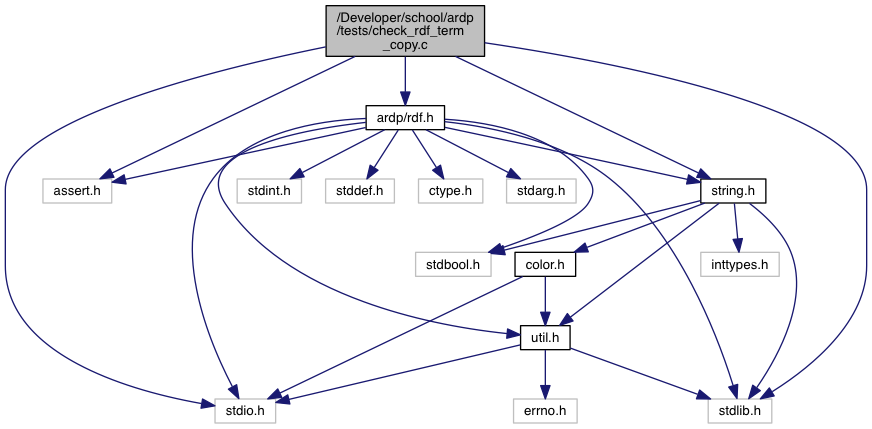 /Developer/school/ardp
/tests/check_rdf_term
_copy.c
ardp/rdf.h
assert.h
stdint.h
stddef.h
ctype.h
stdarg.h
string.h
stdbool.h
color.h
inttypes.h
util.h
stdio.h
errno.h
stdlib.h